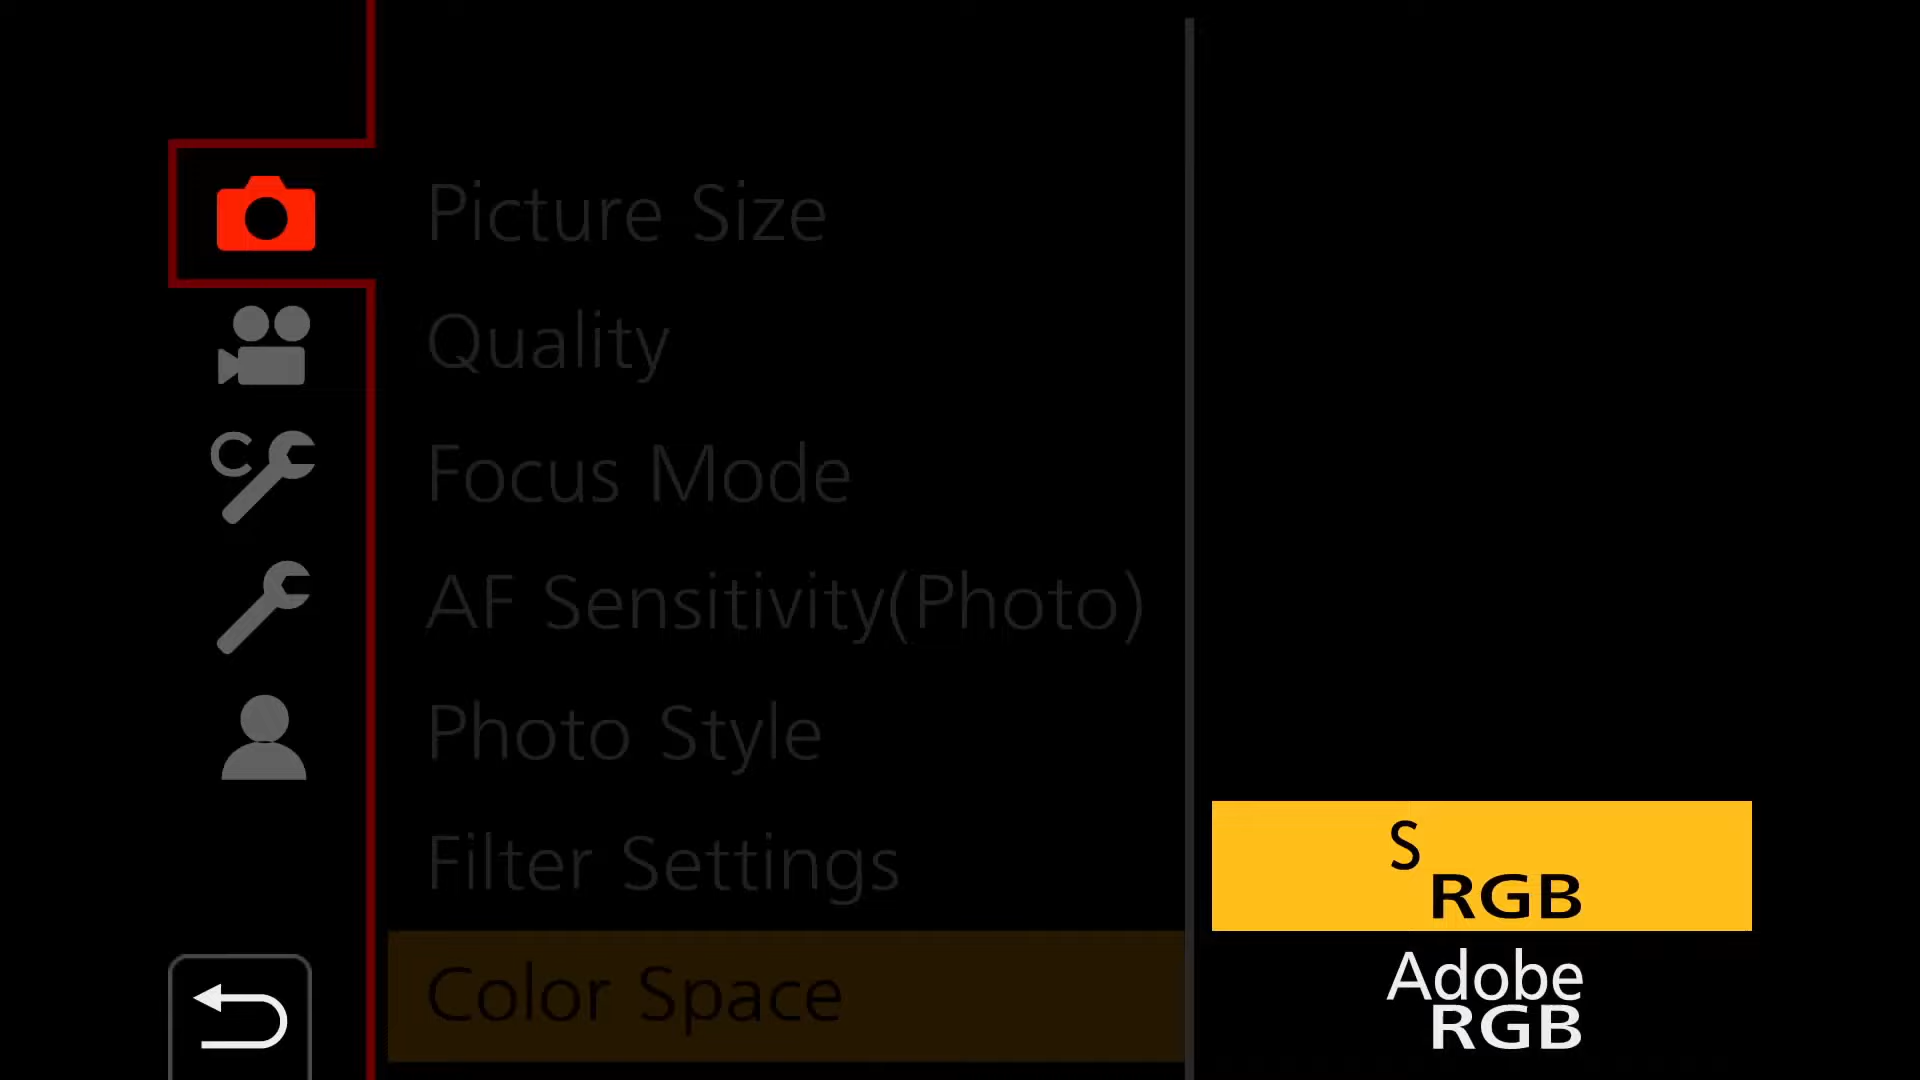 Picture Size
Quality
C
Focus Mode
AF Sensitivity(Photo)
Photo Style
Filter Settings
Color Space
S
RGB
Adobe
RGB